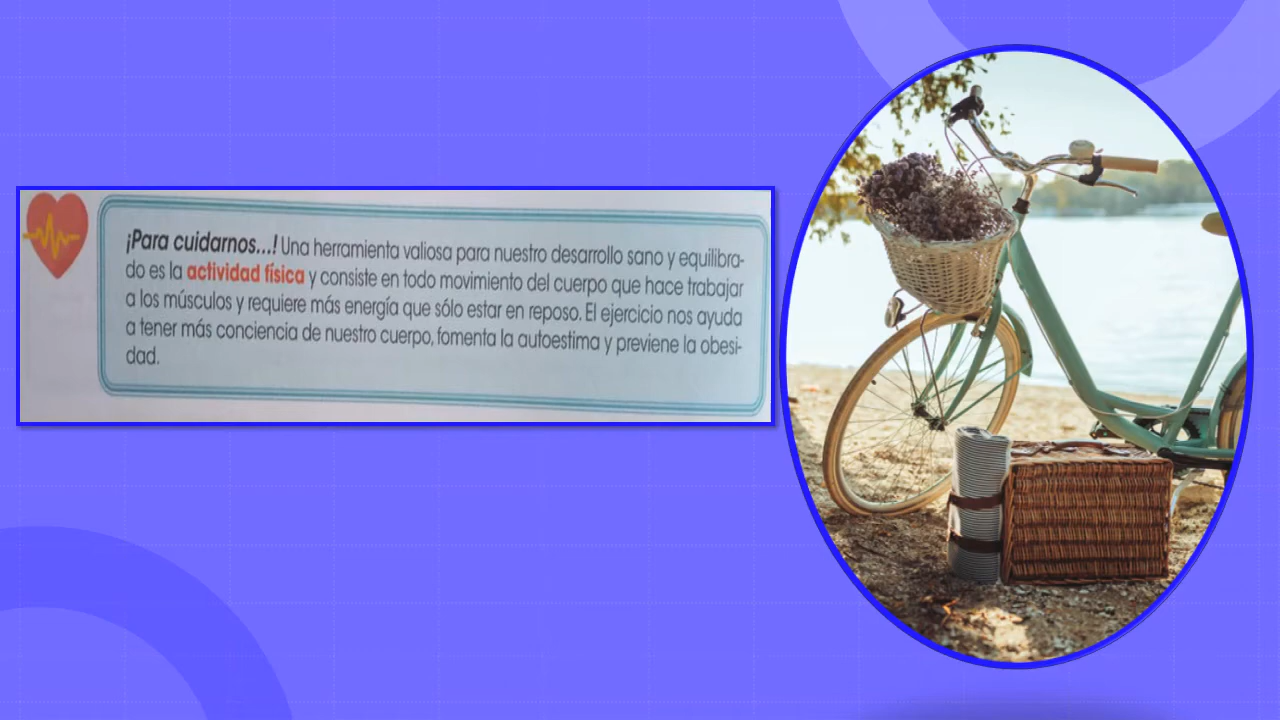 ¡Para cuidarnos...! Una herramienta valiosa para nuestro desarrollo sano y equilibra-
do es la actividad física y consiste en todo movimiento del cuerpo que hace trabajar
a los músculos y requiere más energía que sólo estar en reposo. El ejercicio nos ayuda
a tener más conciencia de nuestro cuerpo, fomenta la autoestima y previene la obesi-
dad.